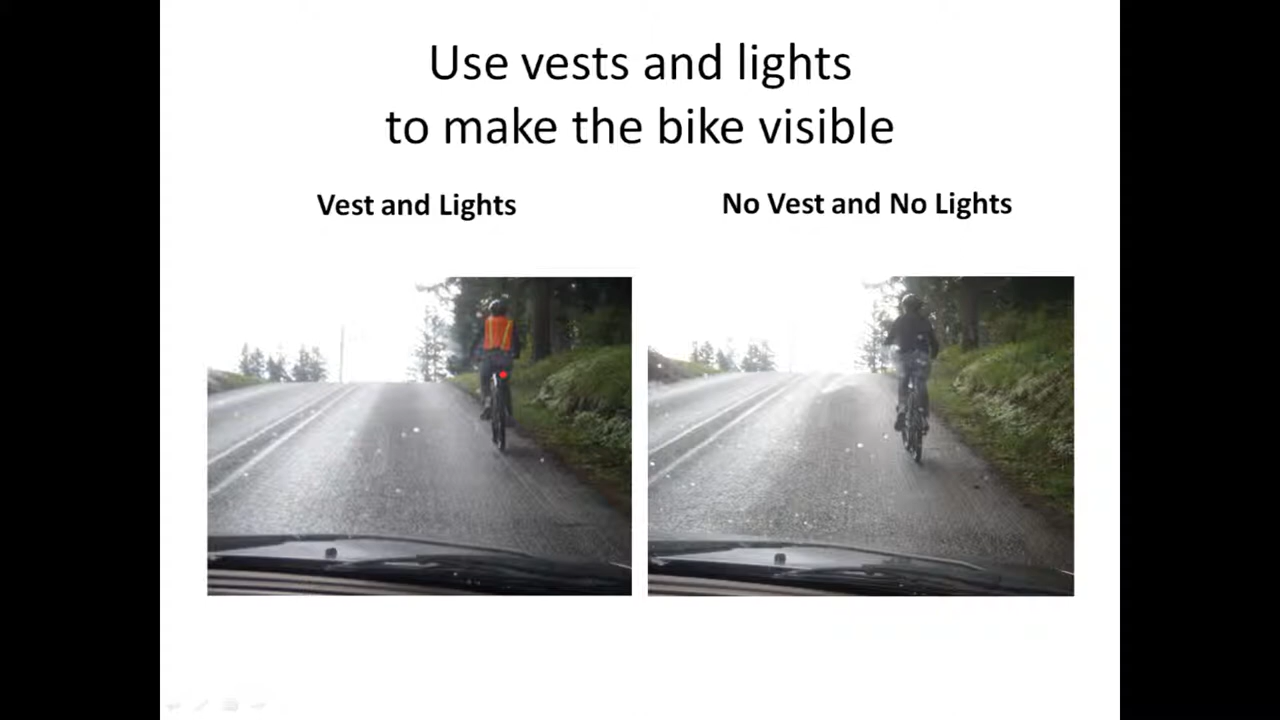 Use vests and lights
to make the bike visible
Vest and Lights
No Vest and No Lights